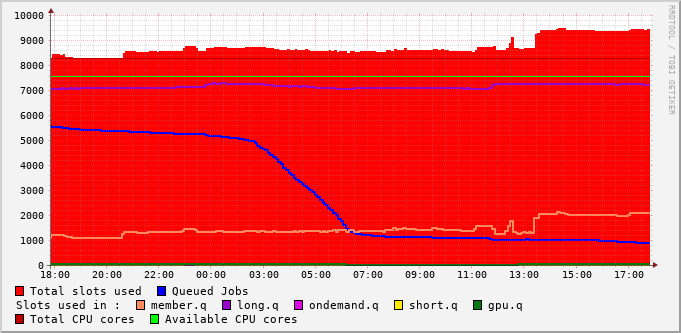 10000
9000
8000
7000
6000
5000
4000
3000
2000
1000
0
18:00 20:00 22:00 00:00 03:00 05:00 07:00 09:00 11:00 13:00 15:00 17:00
RRDTOOL / TOBI OETIKER
Total slots used Queued Jobs
Slots used in : member.q long.q ondemand.q short.q gpu.q
Total CPU cores Available CPU cores